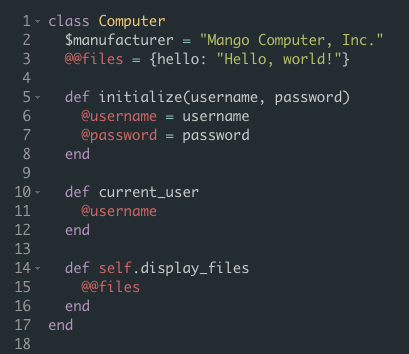 1 class Computer
2   $manufacturer = "Mango Computer, Inc."
3   @@files = {hello: "Hello, world!"}
4
5   def initialize(username, password)
6     @username = username
7     @password = password
8   end
9
10   def current_user
11     @username
12   end
13
14   def self.display_files
15     @@files
16   end
17 end
18